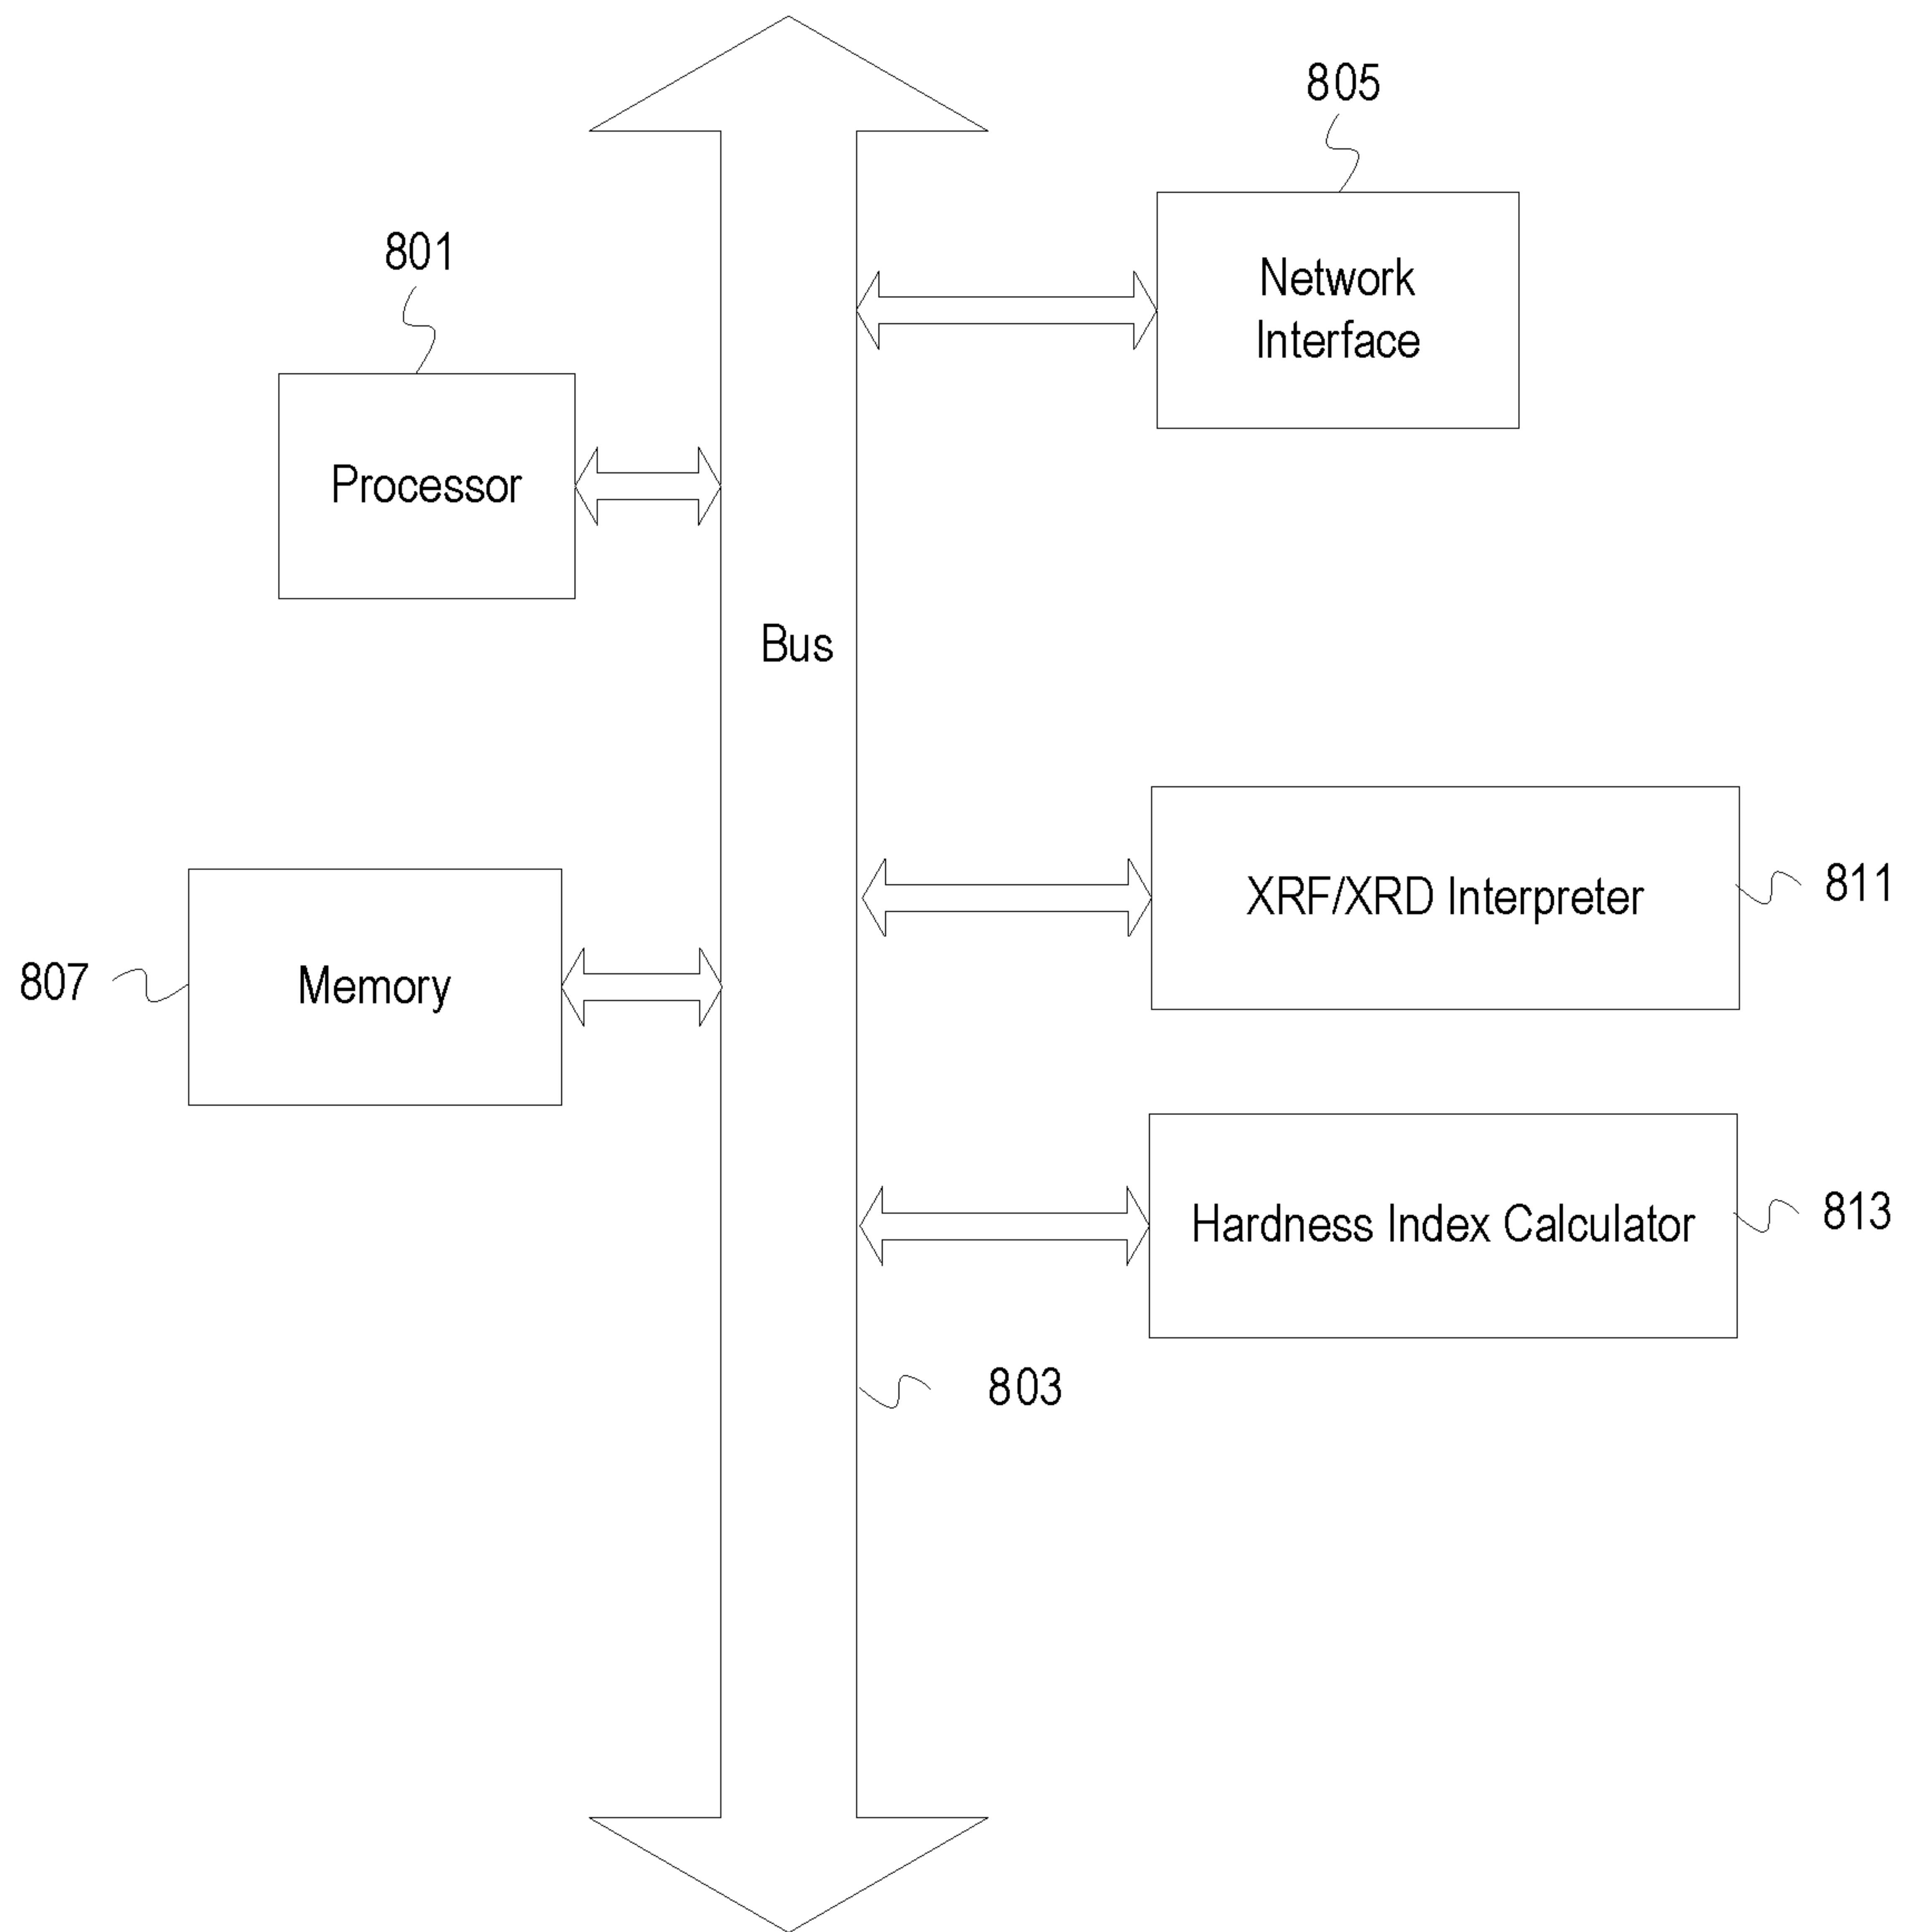 805
801
Network
Interface
Processor
Bus
811
XRF/XRD Interpreter
807
Memory
813
Hardness Index Calculator
803